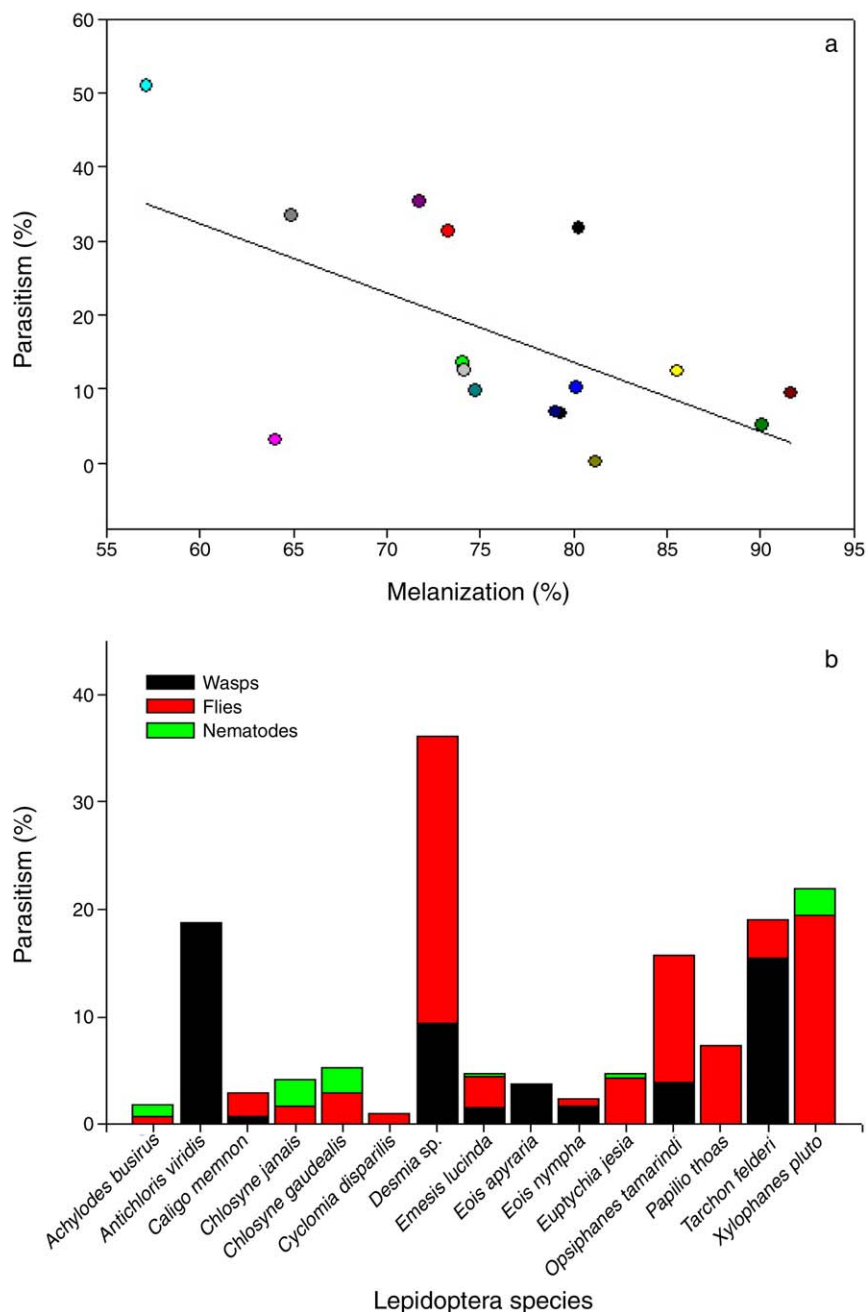 a
60
50
40
30
20
10
0
Parasitism (%)
55 60 65 70 75 80 85 90 95
Melanization (%)
b
Wasps
Flies
Nematodes
40
30
20
10
0
Parasitism (%)
Achylodes busirus
Antichloris viridis
Caligo memnon
Chlosyne janais
Chlosyne gaudealis
Cyclomia disparilis
Desmia sp.
Emesis lucinda
Eois apyraria
Eois nympha
Euptychia jesia
Opsiphanes tamarindi
Papilio thoas
Tarchon felderi
Xylophanes pluto
Lepidoptera species